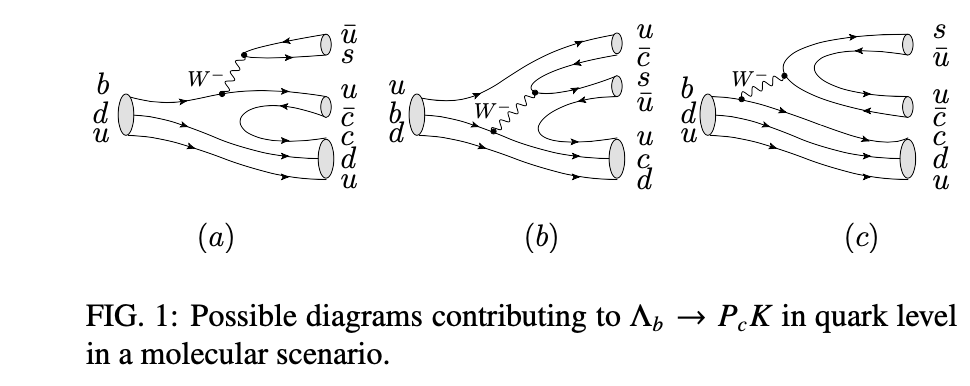 b
d
u
W⁻
ū
s
u
c̄
c
d
u
(a)
u
b
d
W⁻
u
c̄
s
ū
u
c
d
(b)
b
d
u
W⁻
s
ū
u
c̄
c
d
u
(c)
FIG. 1: Possible diagrams contributing to Λ_b → P_cK in quark level
in a molecular scenario.